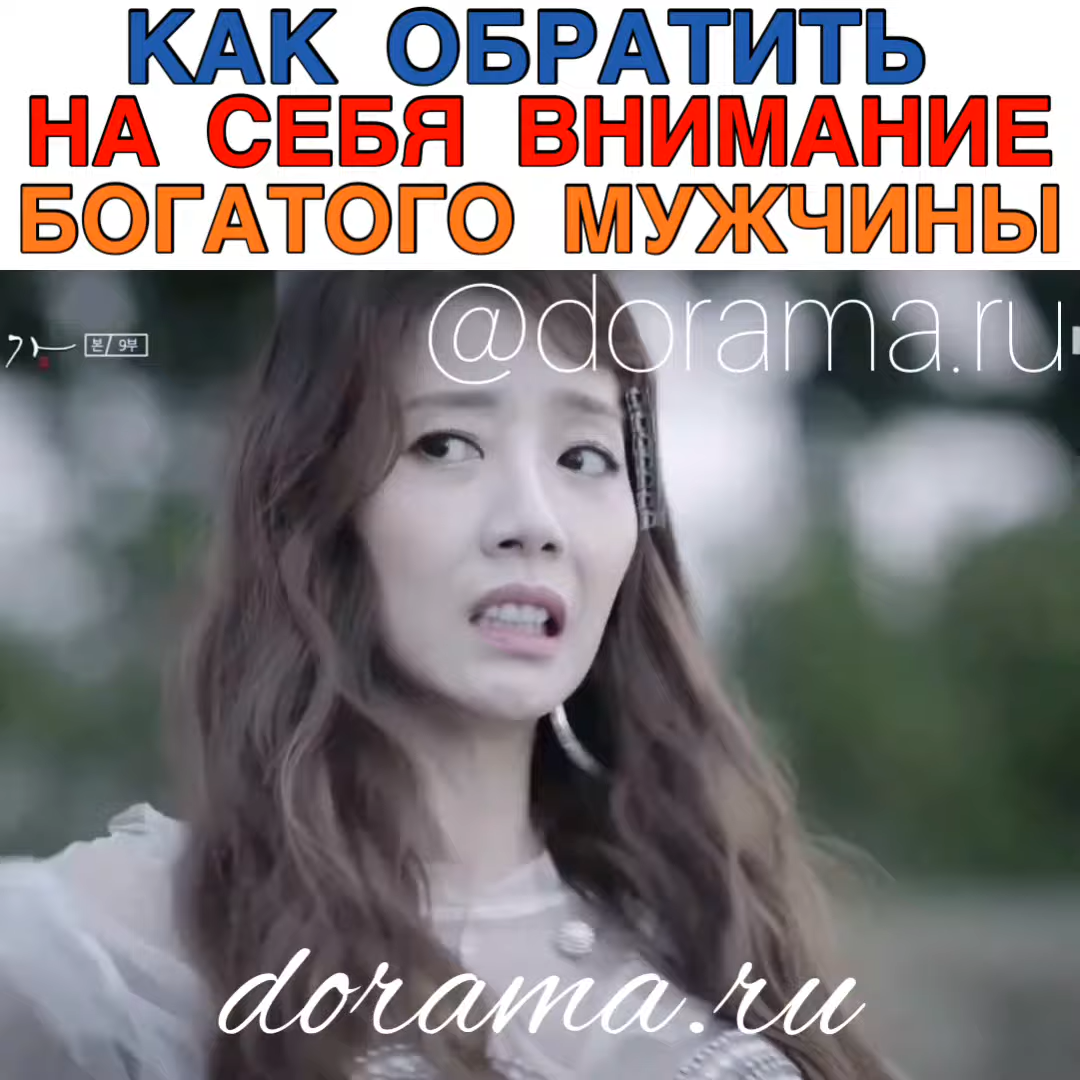 КАК ОБРАТИТЬ
НА СЕБЯ ВНИМАНИЕ
БОГАТОГО МУЖЧИНЫ
@dorama.ru
가
본/9부
dorama.ru